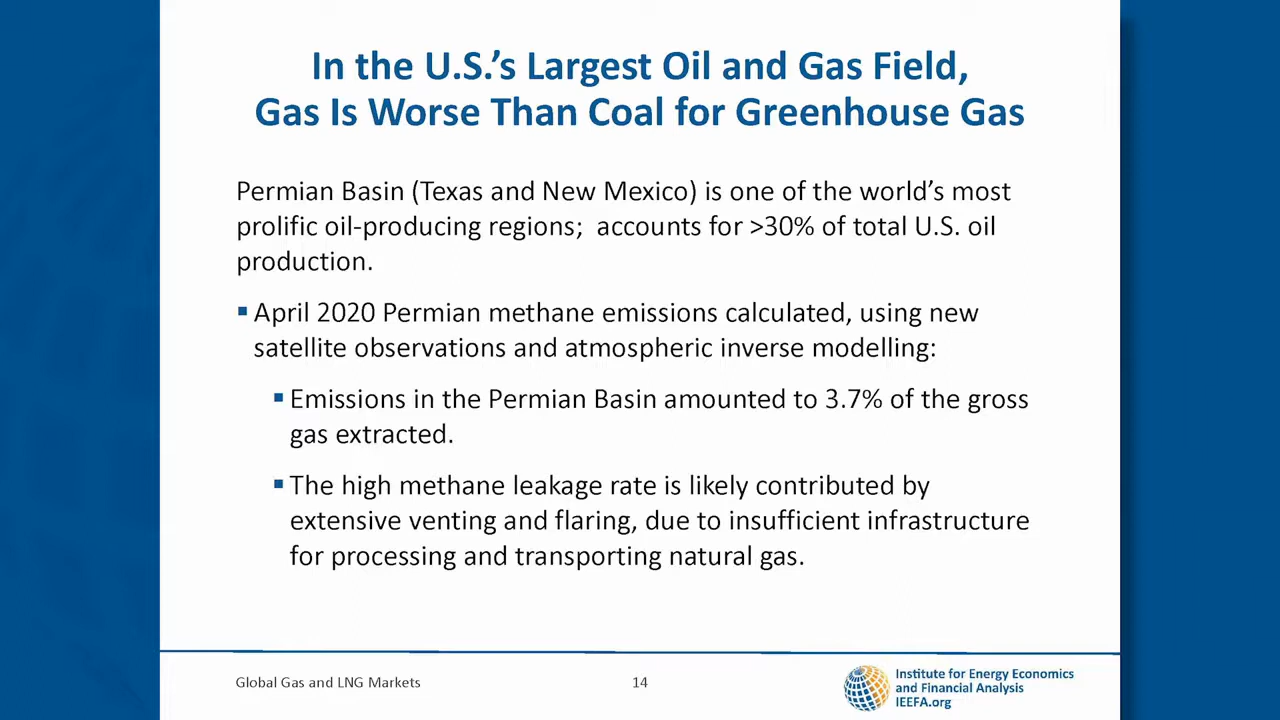 In the U.S.'s Largest Oil and Gas Field,
Gas Is Worse Than Coal for Greenhouse Gas
Permian Basin (Texas and New Mexico) is one of the world's most
prolific oil-producing regions;  accounts for >30% of total U.S. oil
production.
▪ April 2020 Permian methane emissions calculated, using new
satellite observations and atmospheric inverse modelling:
▪ Emissions in the Permian Basin amounted to 3.7% of the gross
gas extracted.
▪ The high methane leakage rate is likely contributed by
extensive venting and flaring, due to insufficient infrastructure
for processing and transporting natural gas.
Global Gas and LNG Markets
14
Institute for Energy Economics
and Financial Analysis
IEEFA.org